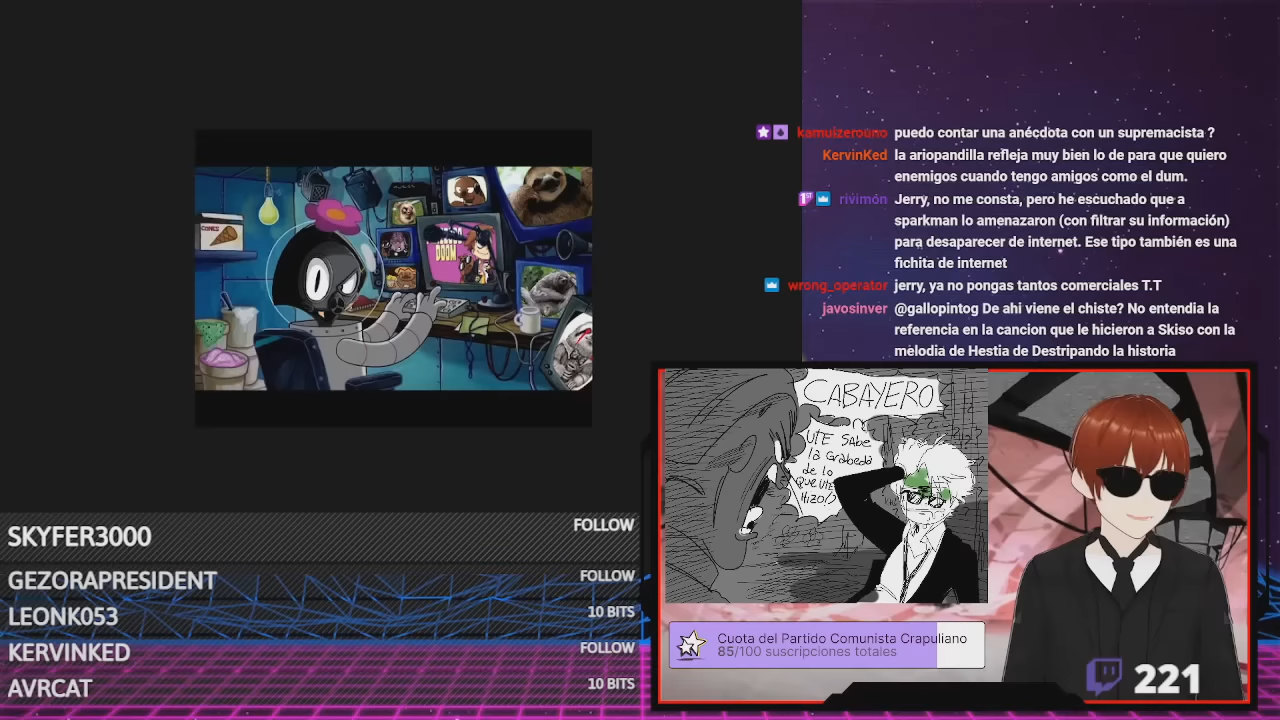 kamuizerouno puedo contar una anécdota con un supremacista ?
KervinKed la ariopandilla refleja muy bien lo de para que quiero
enemigos cuando tengo amigos como el dum.
1ST rivimón Jerry, no me consta, pero he escuchado que a
sparkman lo amenazaron (con filtrar su información)
para desaparecer de internet. Ese tipo también es una
fichita de internet
wrong_operator jerry, ya no pongas tantos comerciales T.T
javosinver @gallopintog De ahi viene el chiste? No entendia la
referencia en la cancion que le hicieron a Skiso con la
melodia de Hestia de Destripando la historia
CONES
DOOM
CABAYERO
UTE SAbe
la Grabeda
de lo
Que
Hizo!?
SKYFER3000 FOLLOW
GEZORAPRESIDENT FOLLOW
LEONK053 10 BITS
KERVINKED FOLLOW
AVRCAT 10 BITS
Cuota del Partido Comunista Crapuliano
85/100 suscripciones totales
221